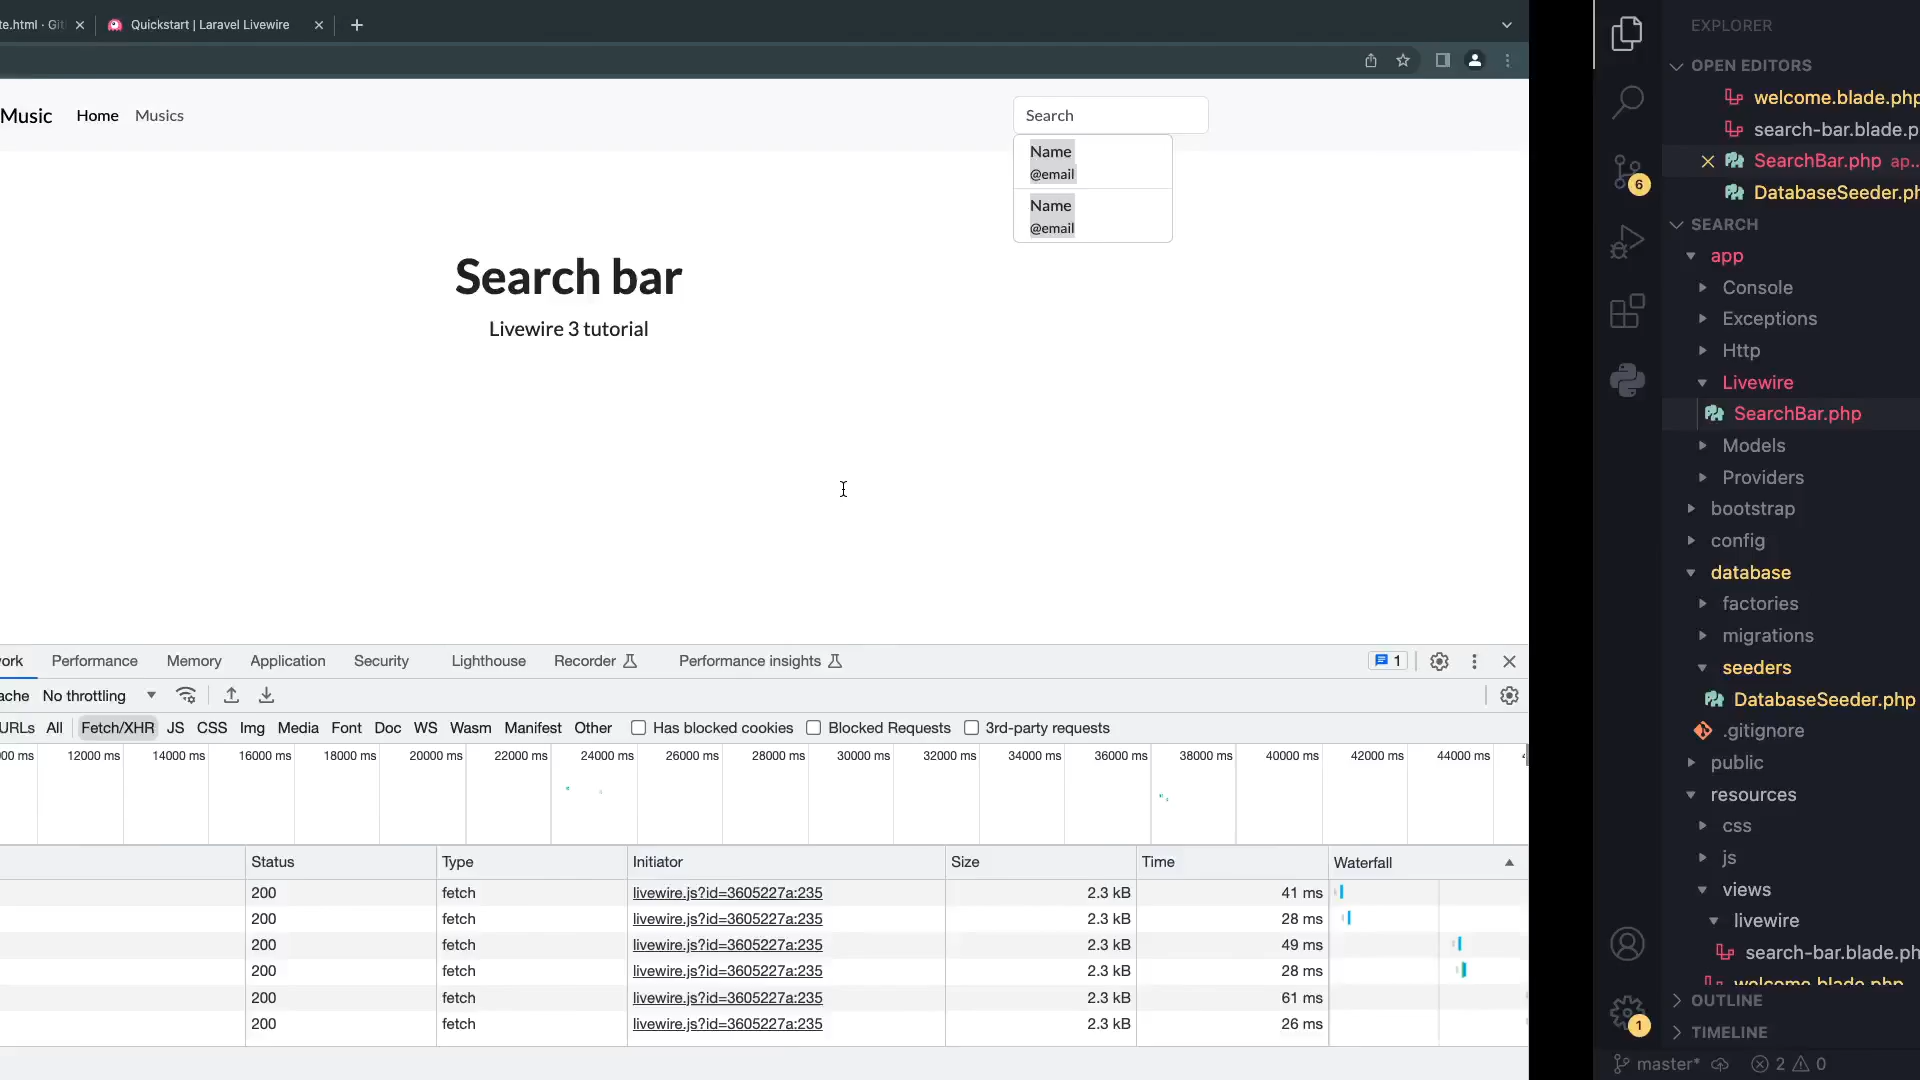 te.html · Git
Quickstart | Laravel Livewire
Music
Home
Musics
Search
Name
@email
Name
@email
Search bar
Livewire 3 tutorial
ork
Performance
Memory
Application
Security
Lighthouse
Recorder
Performance insights
1
ache
No throttling
URLs
All
Fetch/XHR
JS
CSS
Img
Media
Font
Doc
WS
Wasm
Manifest
Other
Has blocked cookies
Blocked Requests
3rd-party requests
00 ms
12000 ms
14000 ms
16000 ms
18000 ms
20000 ms
22000 ms
24000 ms
26000 ms
28000 ms
30000 ms
32000 ms
34000 ms
36000 ms
38000 ms
40000 ms
42000 ms
44000 ms
Status
Type
Initiator
Size
Time
Waterfall
200
fetch
livewire.js?id=3605227a:235
2.3 kB
41 ms
200
fetch
livewire.js?id=3605227a:235
2.3 kB
28 ms
200
fetch
livewire.js?id=3605227a:235
2.3 kB
49 ms
200
fetch
livewire.js?id=3605227a:235
2.3 kB
28 ms
200
fetch
livewire.js?id=3605227a:235
2.3 kB
61 ms
200
fetch
livewire.js?id=3605227a:235
2.3 kB
26 ms
EXPLORER
OPEN EDITORS
welcome.blade.php
search-bar.blade.p
SearchBar.php ap...
DatabaseSeeder.ph
SEARCH
app
Console
Exceptions
Http
Livewire
SearchBar.php
Models
Providers
bootstrap
config
database
factories
migrations
seeders
DatabaseSeeder.php
.gitignore
public
resources
css
js
views
livewire
search-bar.blade.ph
welcome.blade.php
OUTLINE
TIMELINE
6
1
master*
2
0